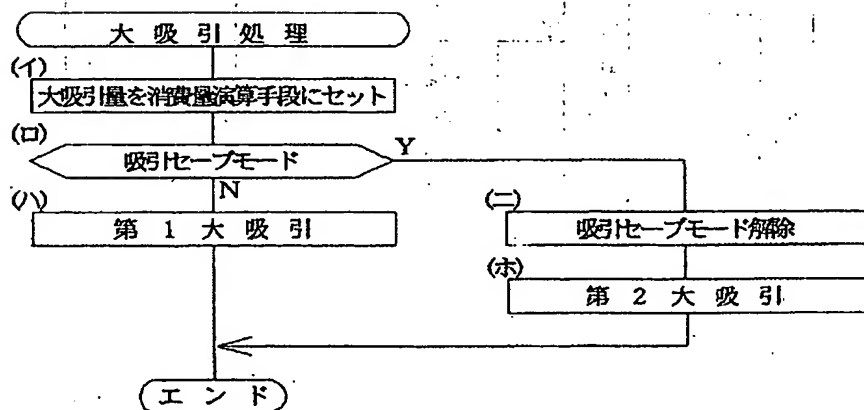 大吸引処理
(イ)
大吸引量を消費量演算手段にセット
(ロ)
吸引セーブモード
Y
N
(ハ)
第1大吸引
(ニ)
吸引セーブモード解除
(ホ)
第2大吸引
エンド